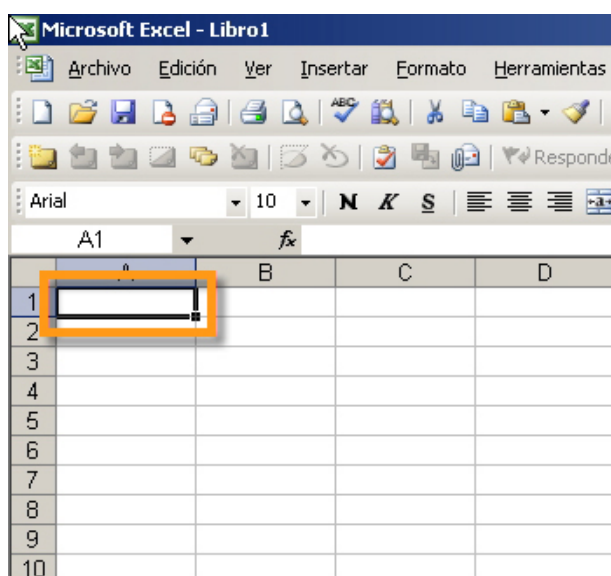 Microsoft Excel - Libro1
Archivo Edición Ver Insertar Formato Herramientas
ABC
Responde
Arial 10 N K S a
A1 fx
A B C D
1
2
3
4
5
6
7
8
9
10